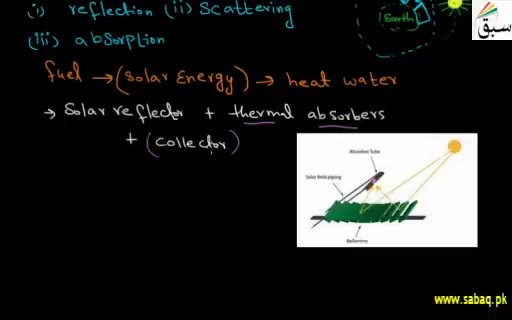 (i) reflection (ii) Scattering
(iii) absorption
Earth
سبق
fuel → (Solar Energy) → heat water
→ Solar reflector + thermal absorbers
+ (collector)
Absorber Tube
Solar field piping
Reflectors
www.sabaq.pk